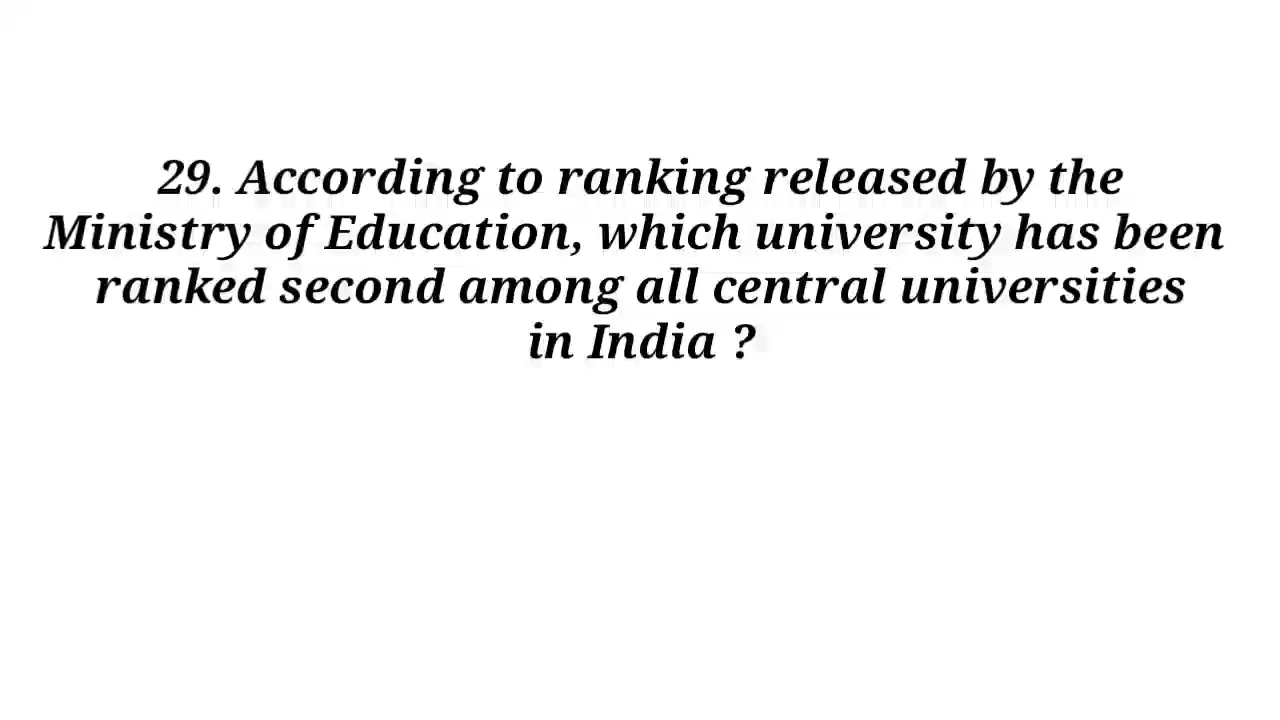 29. According to ranking released by the
Ministry of Education, which university has been
ranked second among all central universities
in India ?